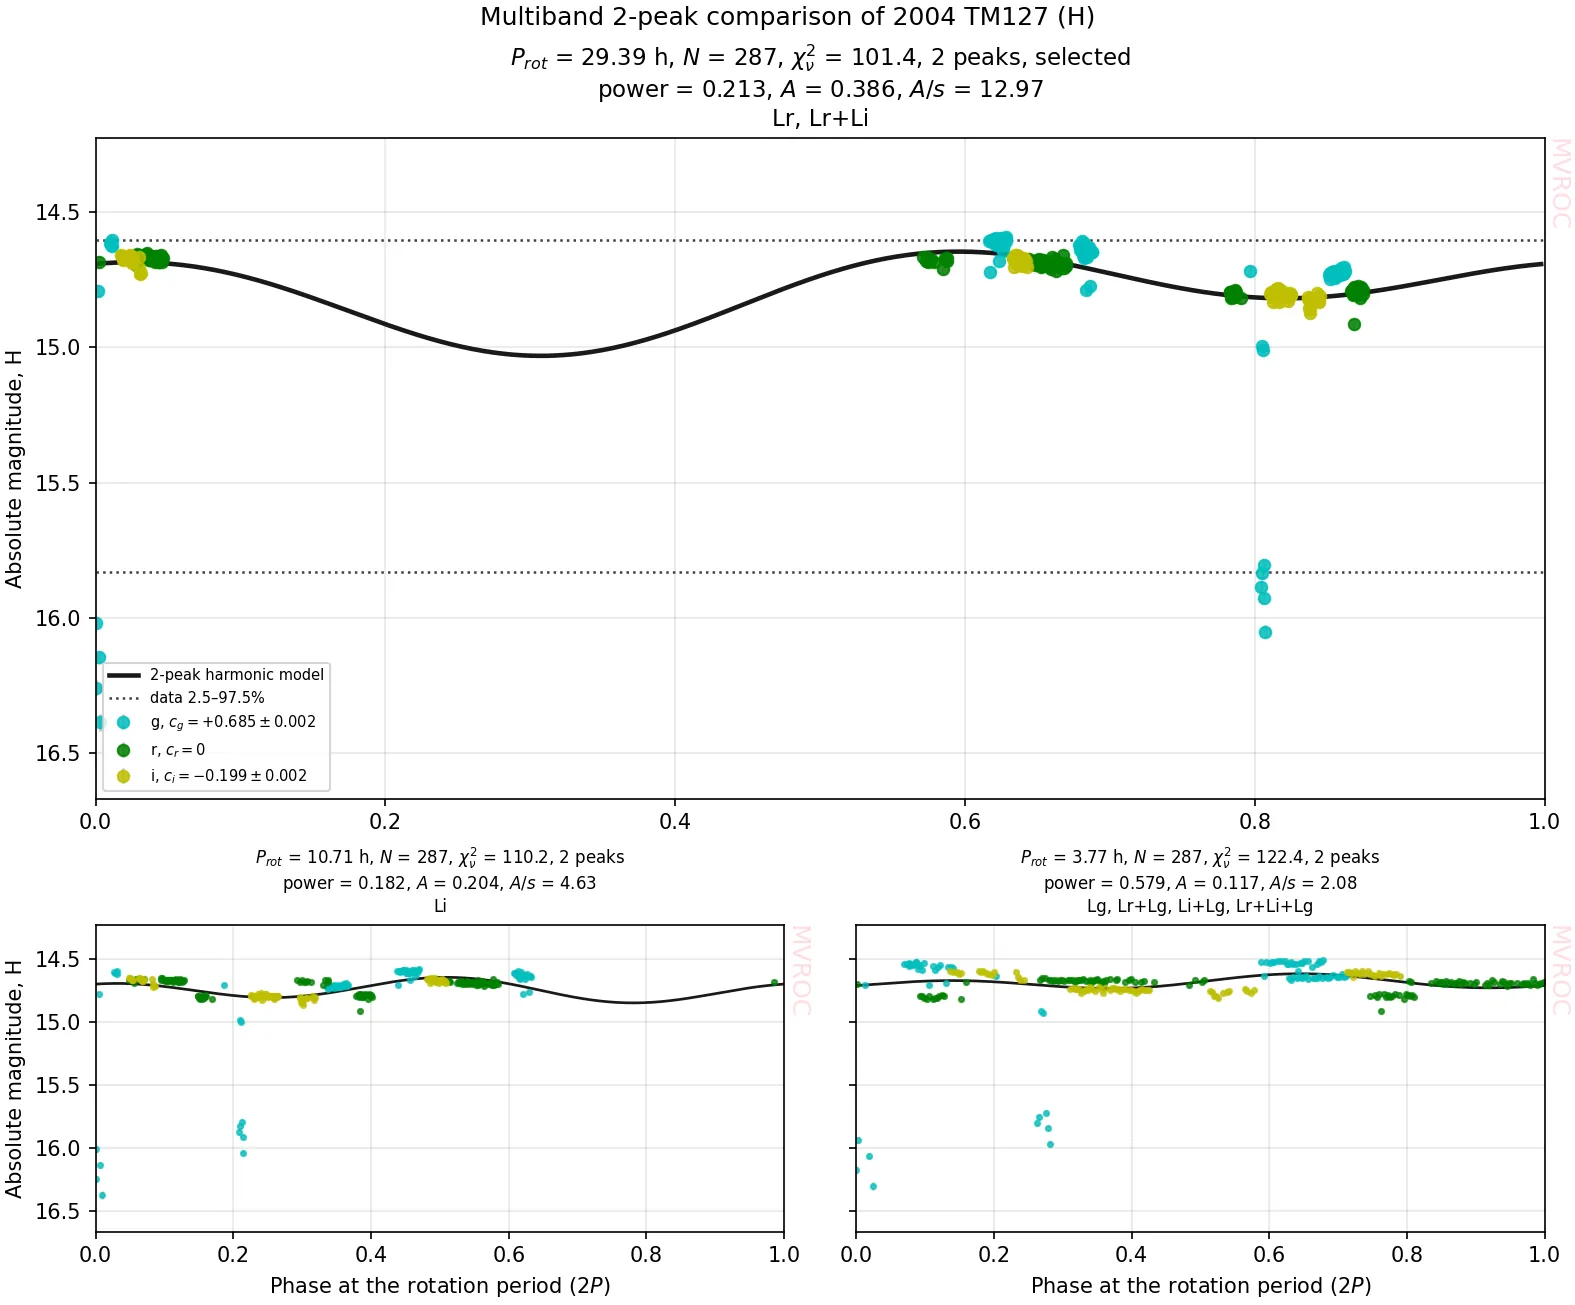 Multiband 2-peak comparison of 2004 TM127 (H)
P_rot = 29.39 h, N = 287, χ²_ν = 101.4, 2 peaks, selected
power = 0.213, A = 0.386, A/s = 12.97
Lr, Lr+Li
MVROC
Absolute magnitude, H
14.5
15.0
15.5
16.0
16.5
2-peak harmonic model
data 2.5–97.5%
g, c_g = +0.685 ± 0.002
r, c_r = 0
i, c_i = −0.199 ± 0.002
0.0 0.2 0.4 0.6 0.8 1.0
P_rot = 10.71 h, N = 287, χ²_ν = 110.2, 2 peaks
power = 0.182, A = 0.204, A/s = 4.63
Li
MVROC
Absolute magnitude, H
14.5
15.0
15.5
16.0
16.5
0.0 0.2 0.4 0.6 0.8 1.0
Phase at the rotation period (2P)
P_rot = 3.77 h, N = 287, χ²_ν = 122.4, 2 peaks
power = 0.579, A = 0.117, A/s = 2.08
Lg, Lr+Lg, Li+Lg, Lr+Li+Lg
MVROC
0.0 0.2 0.4 0.6 0.8 1.0
Phase at the rotation period (2P)